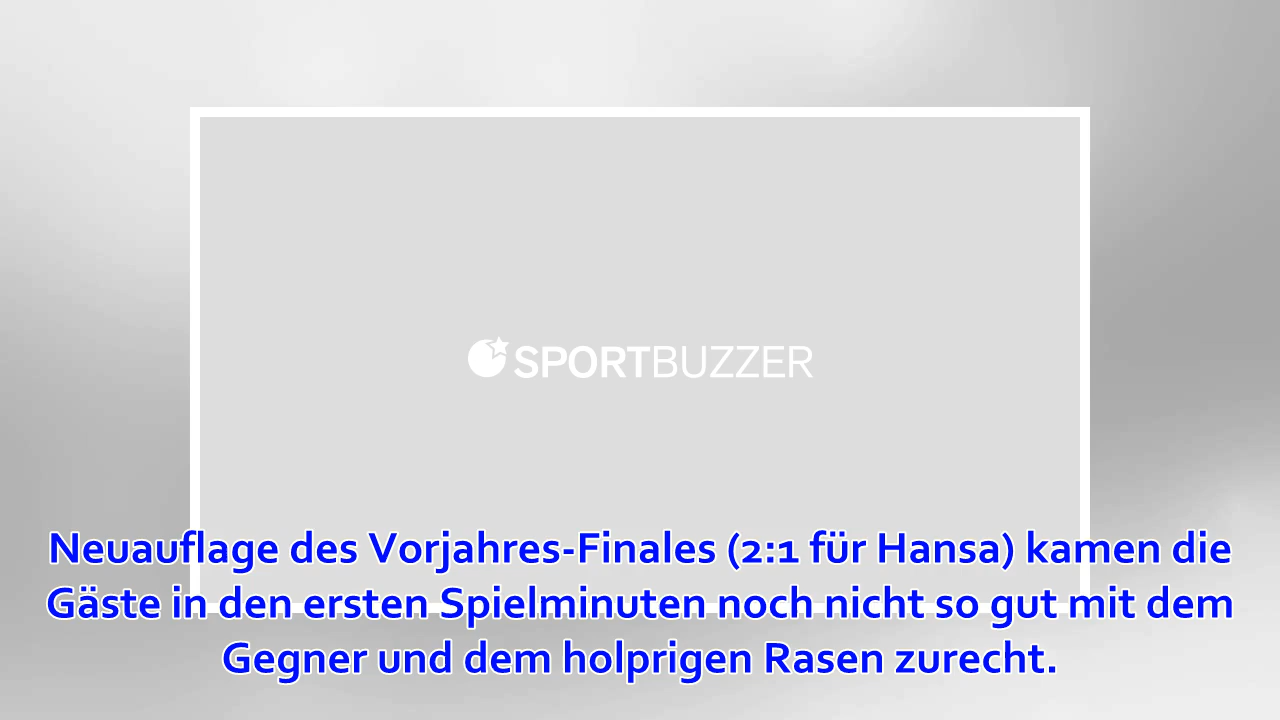 SPORTBUZZER
Neuauflage des Vorjahres-Finales (2:1 für Hansa) kamen die
Gäste in den ersten Spielminuten noch nicht so gut mit dem
Gegner und dem holprigen Rasen zurecht.